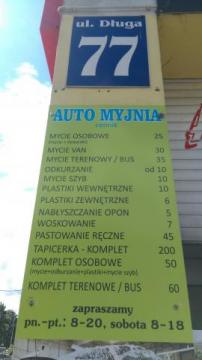 ul. Długa
77
AUTO MYJNIA
cennik
MYCIE OSOBOWE 25
MYCIE VAN 30
MYCIE TERENOWY / BUS 35
ODKURZANIE od 10
MYCIE SZYB 10
PLASTIKI WEWNĘTRZNE 10
PLASTIKI ZEWNĘTRZNE 6
NABŁYSZCZANIE OPON 5
WOSKOWANIE 7
PASTOWANIE RĘCZNE 45
TAPICERKA - KOMPLET 200
KOMPLET OSOBOWE 50
(mycie+odkurzanie+plastiki+mycie szyb)
KOMPLET TERENOWE / BUS 60
zapraszamy
pn.-pt.: 8-20, sobota 8-18